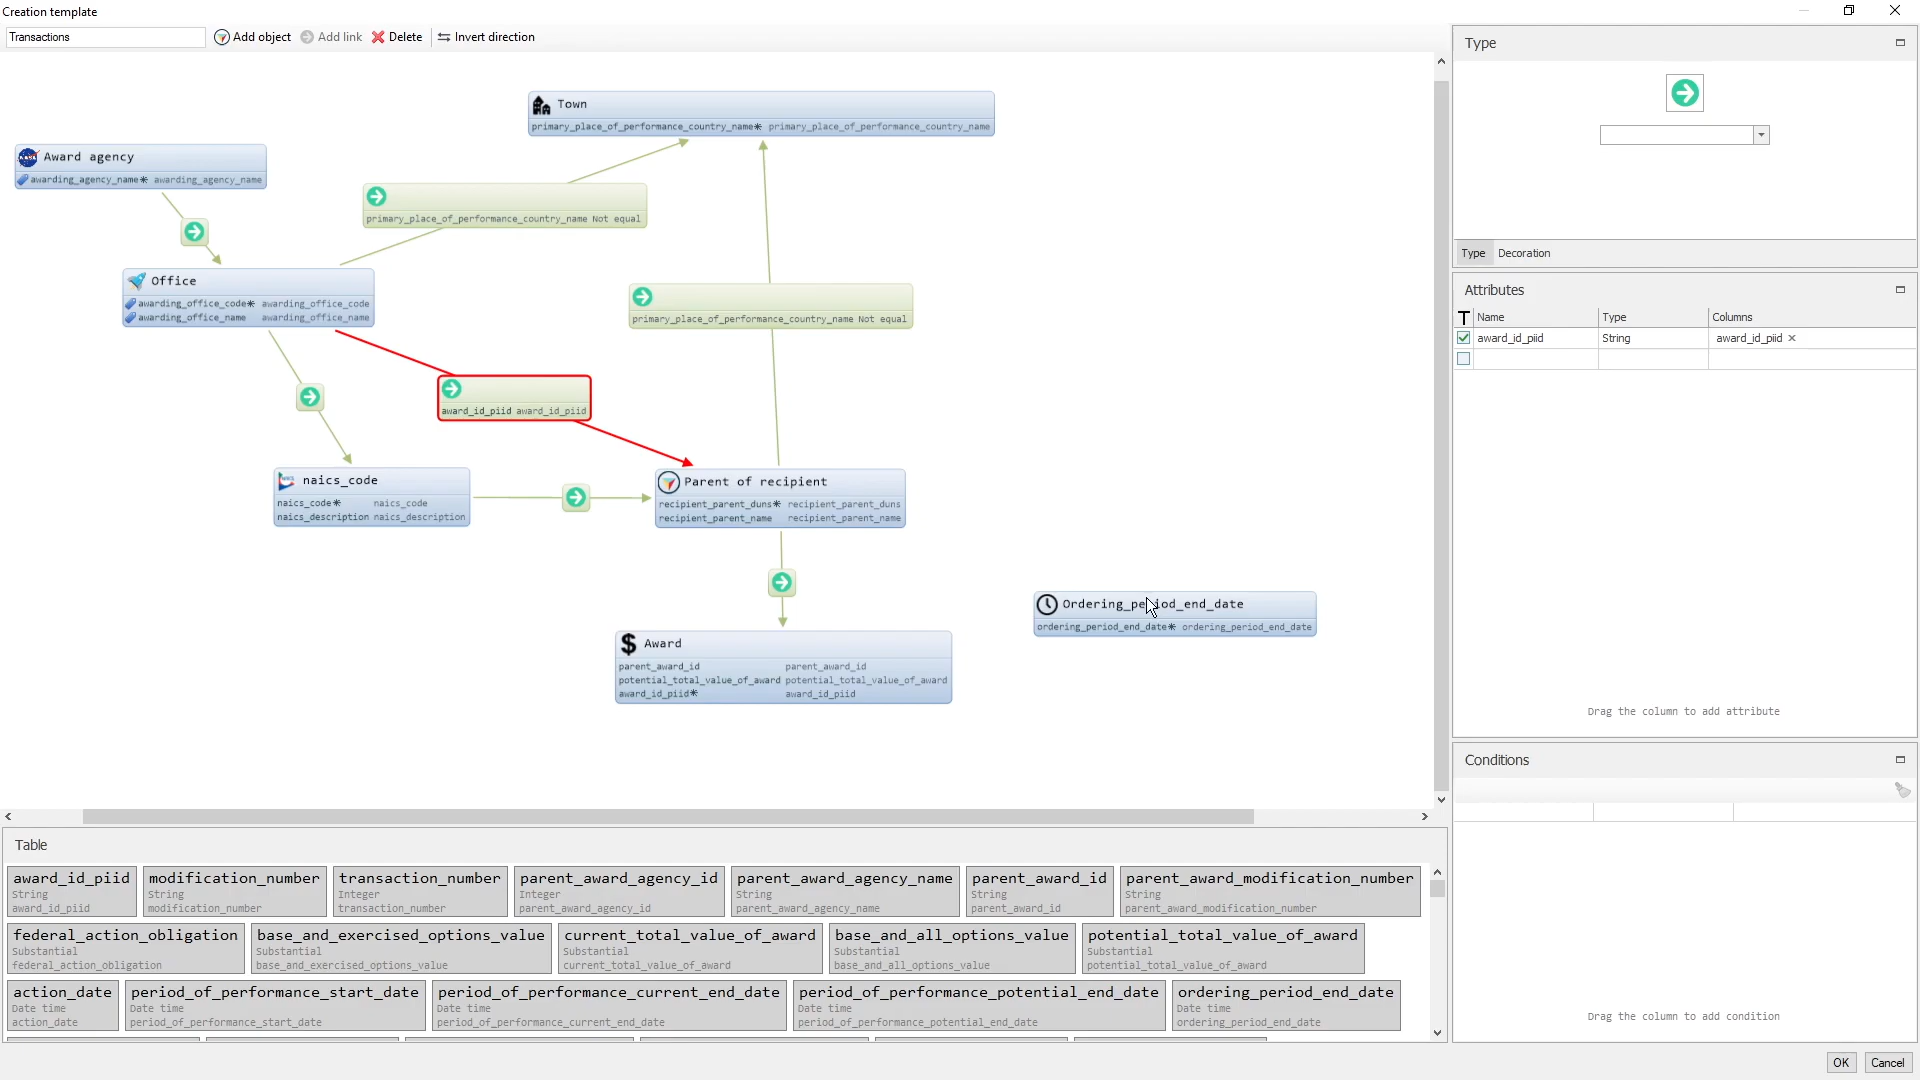 Creation template
Transactions
Add object
Add link
Delete
Invert direction
Town
primary_place_of_performance_country_name* primary_place_of_performance_country_name
Award agency
awarding_agency_name* awarding_agency_name
primary_place_of_performance_country_name Not equal
Office
awarding_office_code* awarding_office_code
awarding_office_name awarding_office_name
primary_place_of_performance_country_name Not equal
award_id_piid award_id_piid
naics_code
naics_code* naics_code
naics_description naics_description
Parent of recipient
recipient_parent_duns* recipient_parent_duns
recipient_parent_name recipient_parent_name
Ordering_period_end_date
ordering_period_end_date* ordering_period_end_date
$ Award
parent_award_id parent_award_id
potential_total_value_of_award potential_total_value_of_award
award_id_piid* award_id_piid
Type
Type Decoration
Attributes
T Name Type Columns
award_id_piid String award_id_piid ×
Drag the column to add attribute
Conditions
Drag the column to add condition
Table
award_id_piid
String
award_id_piid
modification_number
String
modification_number
transaction_number
Integer
transaction_number
parent_award_agency_id
Integer
parent_award_agency_id
parent_award_agency_name
String
parent_award_agency_name
parent_award_id
String
parent_award_id
parent_award_modification_number
String
parent_award_modification_number
federal_action_obligation
Substantial
federal_action_obligation
base_and_exercised_options_value
Substantial
base_and_exercised_options_value
current_total_value_of_award
Substantial
current_total_value_of_award
base_and_all_options_value
Substantial
base_and_all_options_value
potential_total_value_of_award
Substantial
potential_total_value_of_award
action_date
Date time
action_date
period_of_performance_start_date
Date time
period_of_performance_start_date
period_of_performance_current_end_date
Date time
period_of_performance_current_end_date
period_of_performance_potential_end_date
Date time
period_of_performance_potential_end_date
ordering_period_end_date
Date time
ordering_period_end_date
OK
Cancel